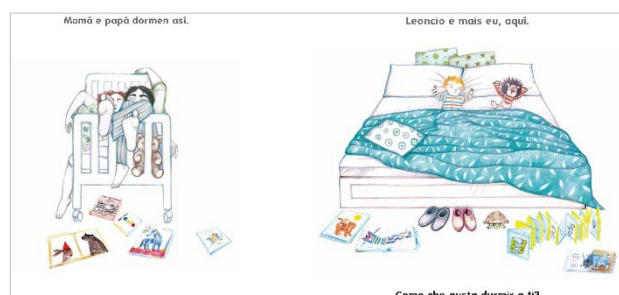 Mamá e papá dormen así.
Leoncio e mais eu, aquí.
Como che gusta durmir a ti?